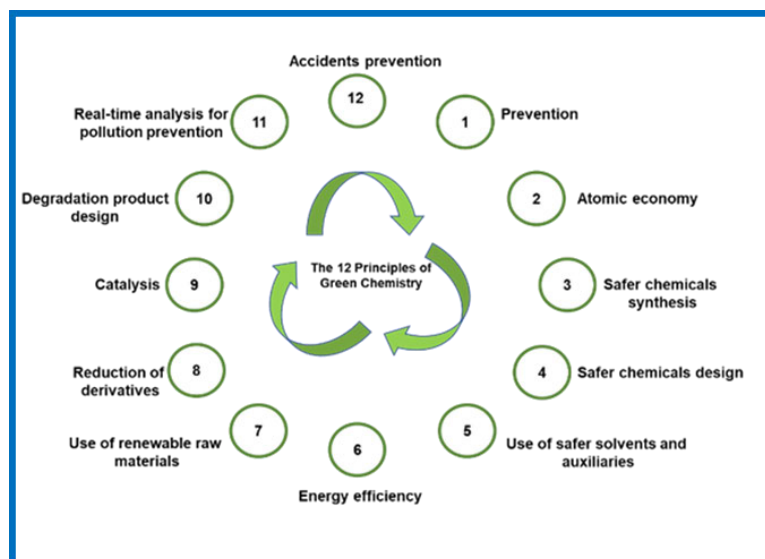 Accidents prevention
12
1
Prevention
2
Atomic economy
3
Safer chemicals
synthesis
4
Safer chemicals design
5
Use of safer solvents and
auxiliaries
6
Energy efficiency
7
Use of renewable raw
materials
8
Reduction of
derivatives
9
Catalysis
10
Degradation product
design
11
Real-time analysis for
pollution prevention
The 12 Principles of
Green Chemistry